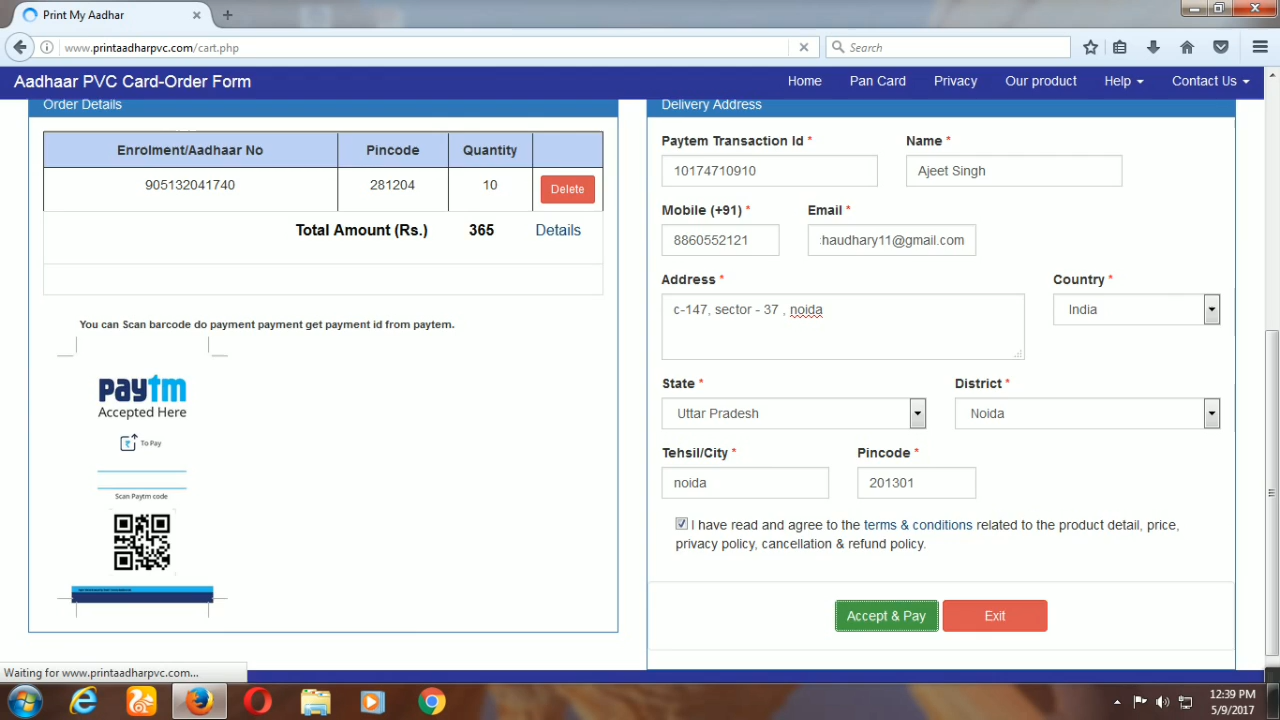 Print My Aadhar
www.printaadharpvc.com/cart.php
Search
Aadhaar PVC Card-Order Form
Home
Pan Card
Privacy
Our product
Help
Contact Us
Order Details
Enrolment/Aadhaar No
Pincode
Quantity
905132041740
281204
10
Delete
Total Amount (Rs.)
365
Details
You can Scan barcode do payment payment get payment id from paytem.
paytm
Accepted Here
To Pay
Scan Paytm code
Delivery Address
Paytem Transaction Id *
Name *
10174710910
Ajeet Singh
Mobile (+91) *
Email *
8860552121
haudhary11@gmail.com
Address *
Country *
c-147, sector - 37 , noida
India
State *
District *
Uttar Pradesh
Noida
Tehsil/City *
Pincode *
noida
201301
I have read and agree to the terms & conditions related to the product detail, price,
privacy policy, cancellation & refund policy.
Accept & Pay
Exit
Waiting for www.printaadharpvc.com...
12:39 PM
5/9/2017